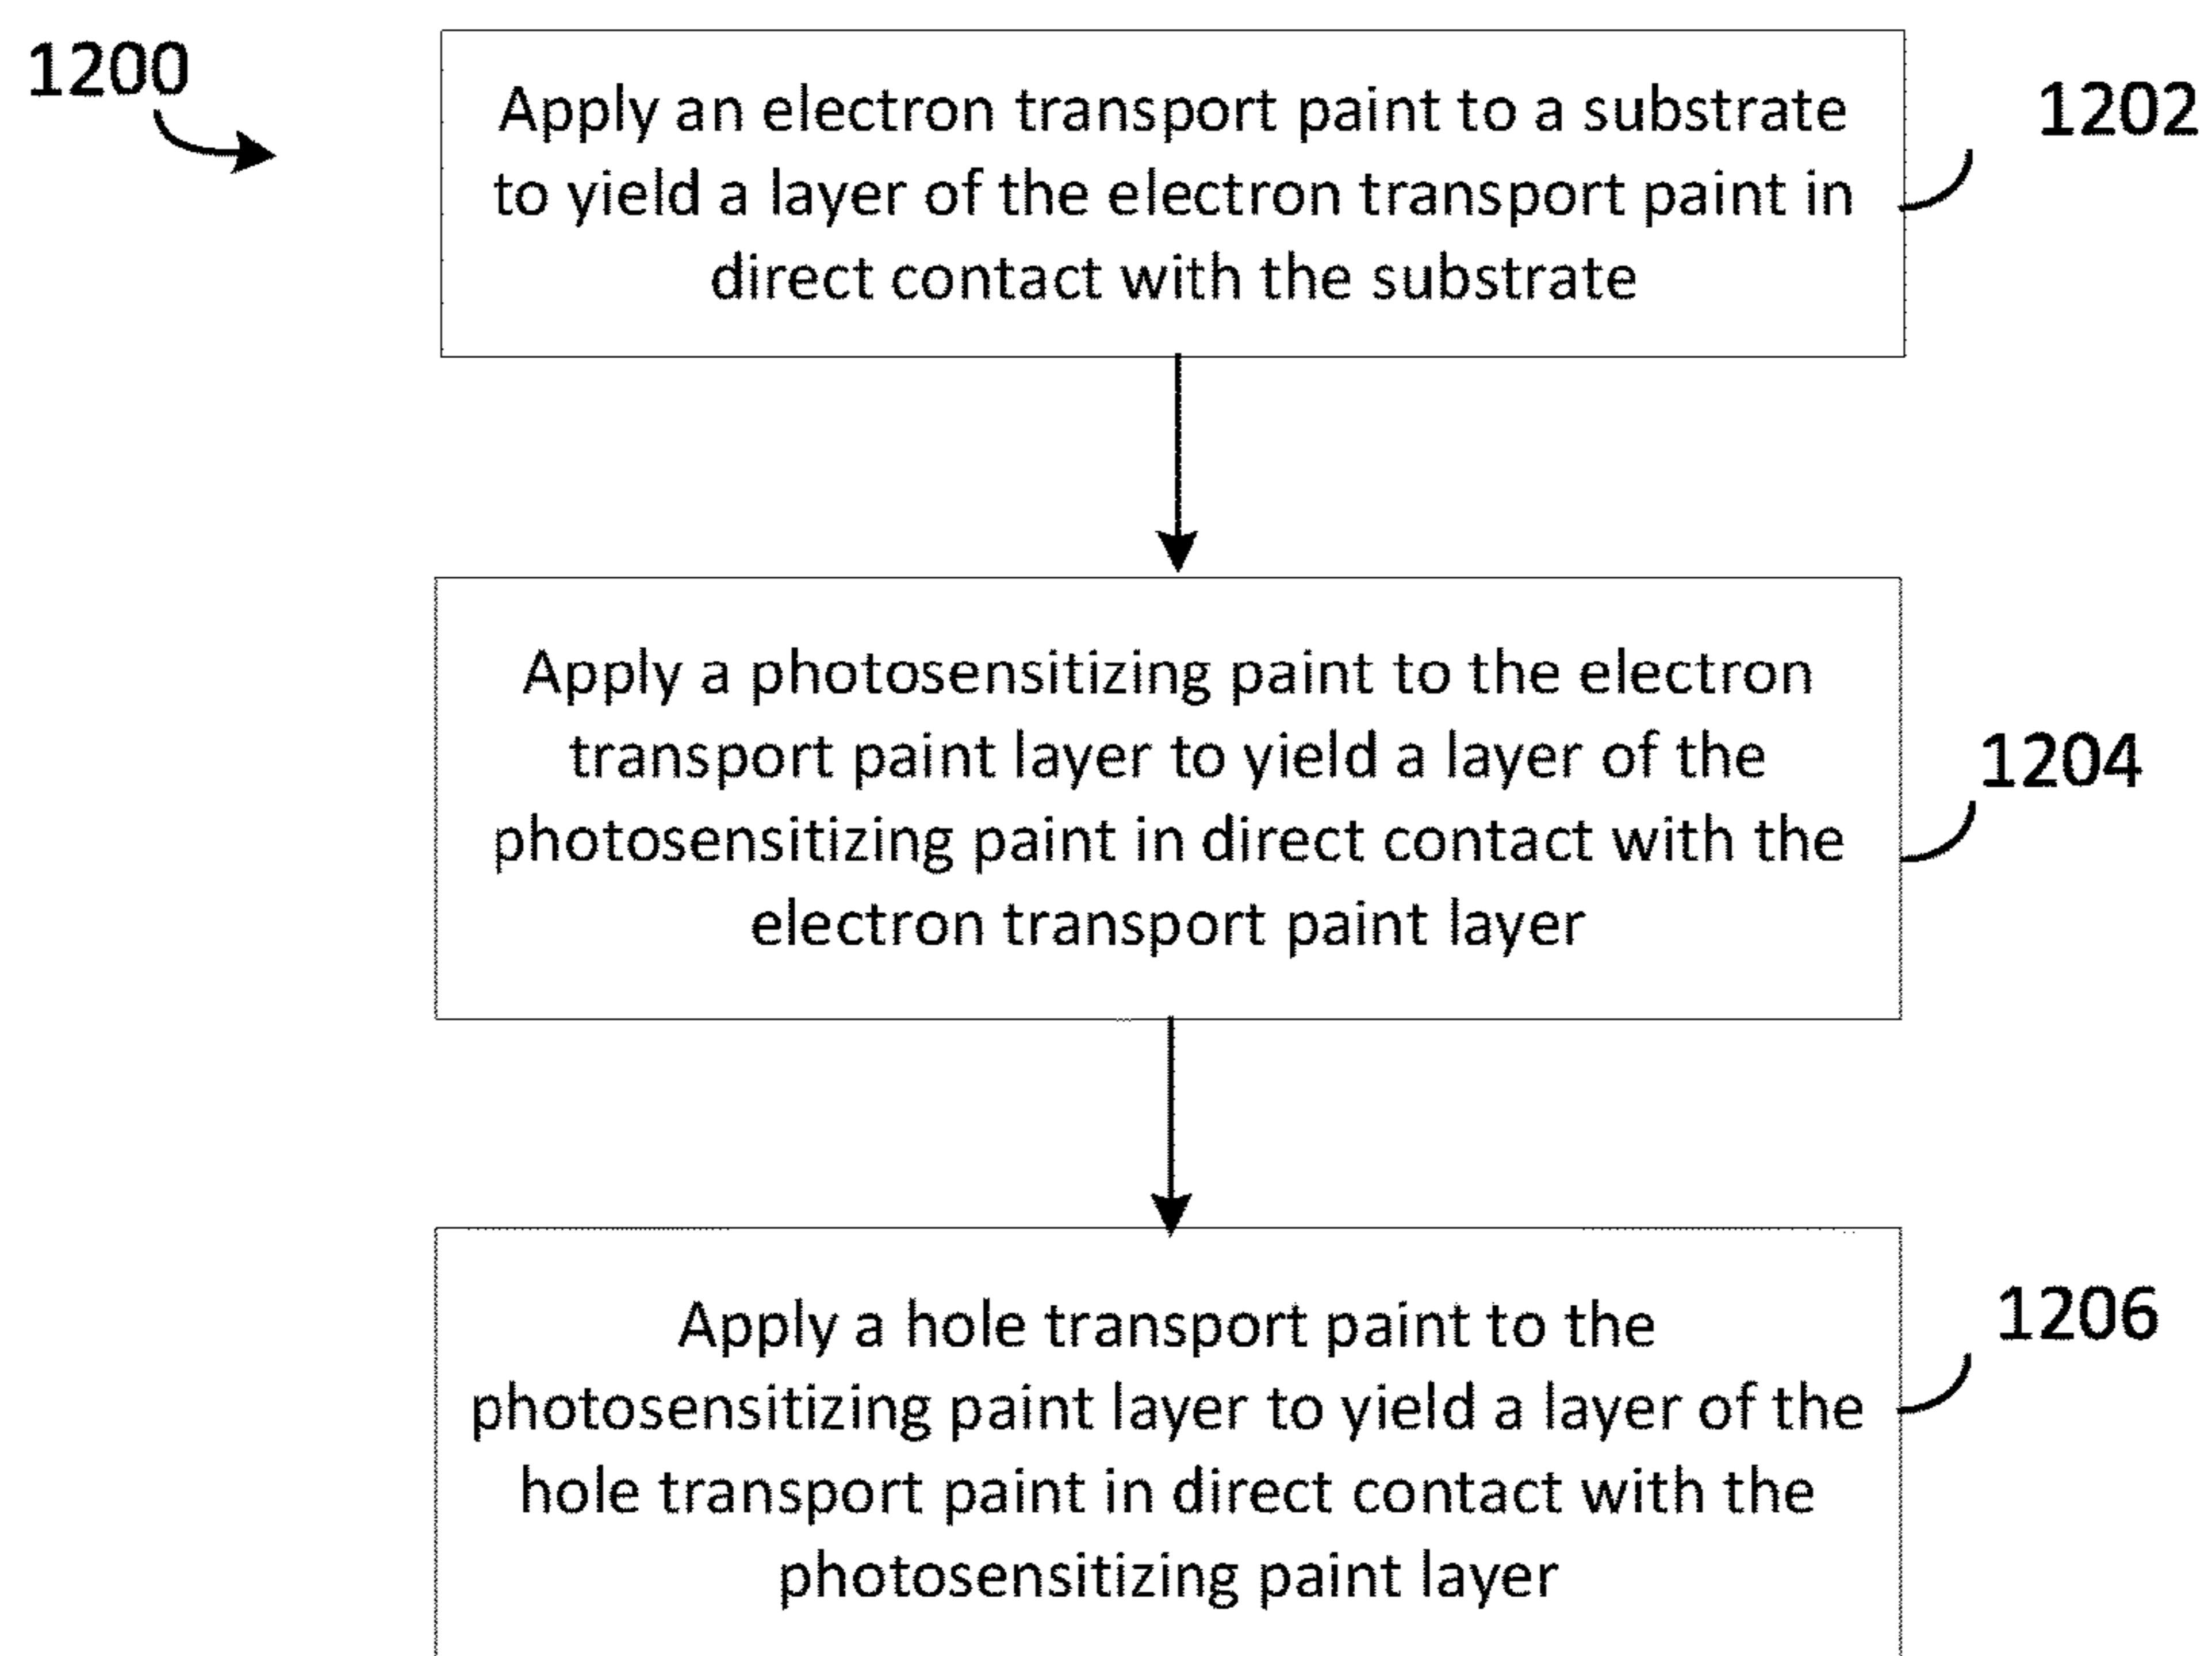 1200
Apply an electron transport paint to a substrate
to yield a layer of the electron transport paint in
direct contact with the substrate
1202
Apply a photosensitizing paint to the electron
transport paint layer to yield a layer of the
photosensitizing paint in direct contact with the
electron transport paint layer
1204
Apply a hole transport paint to the
photosensitizing paint layer to yield a layer of the
hole transport paint in direct contact with the
photosensitizing paint layer
1206